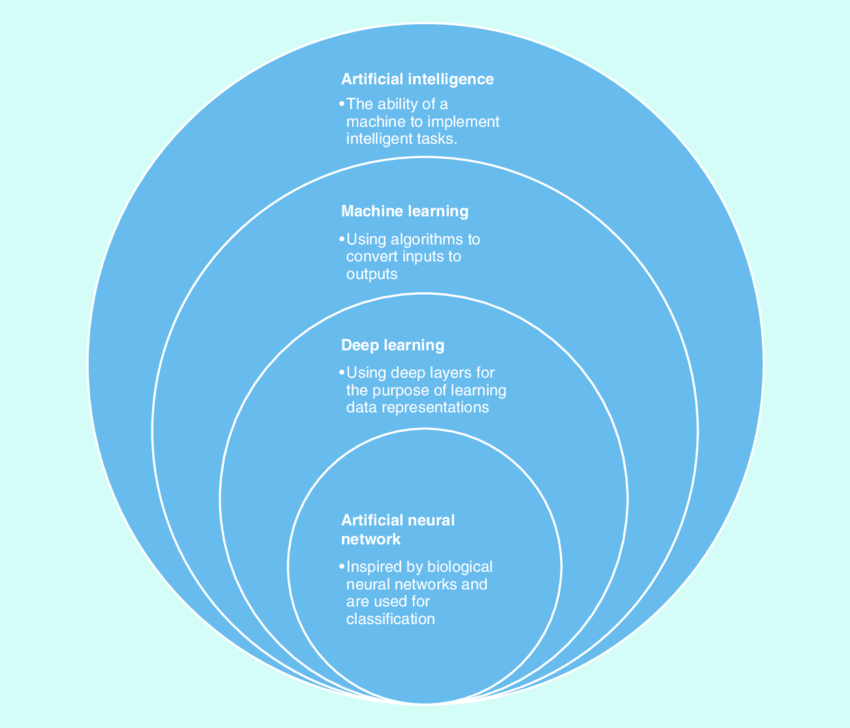 Artificial intelligence
•The ability of a
machine to implement
intelligent tasks.
Machine learning
•Using algorithms to
convert inputs to
outputs
Deep learning
•Using deep layers for
the purpose of learning
data representations
Artificial neural
network
•Inspired by biological
neural networks and
are used for
classification